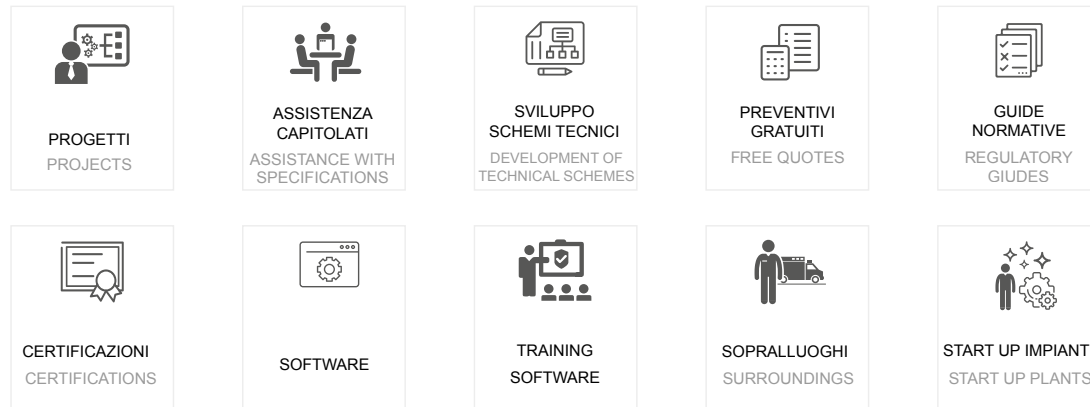 PROGETTI
PROJECTS
ASSISTENZA
CAPITOLATI
ASSISTANCE WITH
SPECIFICATIONS
SVILUPPO
SCHEMI TECNICI
DEVELOPMENT OF
TECHNICAL SCHEMES
PREVENTIVI
GRATUITI
FREE QUOTES
GUIDE
NORMATIVE
REGULATORY
GIUDES
CERTIFICAZIONI
CERTIFICATIONS
SOFTWARE
TRAINING
SOFTWARE
SOPRALLUOGHI
SURROUNDINGS
START UP IMPIANT
START UP PLANTS